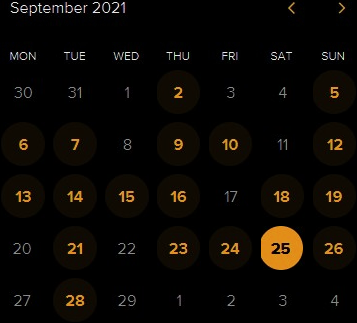 September 2021
MON TUE WED THU FRI SAT SUN
30 31 1 2 3 4 5
6 7 8 9 10 11 12
13 14 15 16 17 18 19
20 21 22 23 24 25 26
27 28 29 1 2 3 4